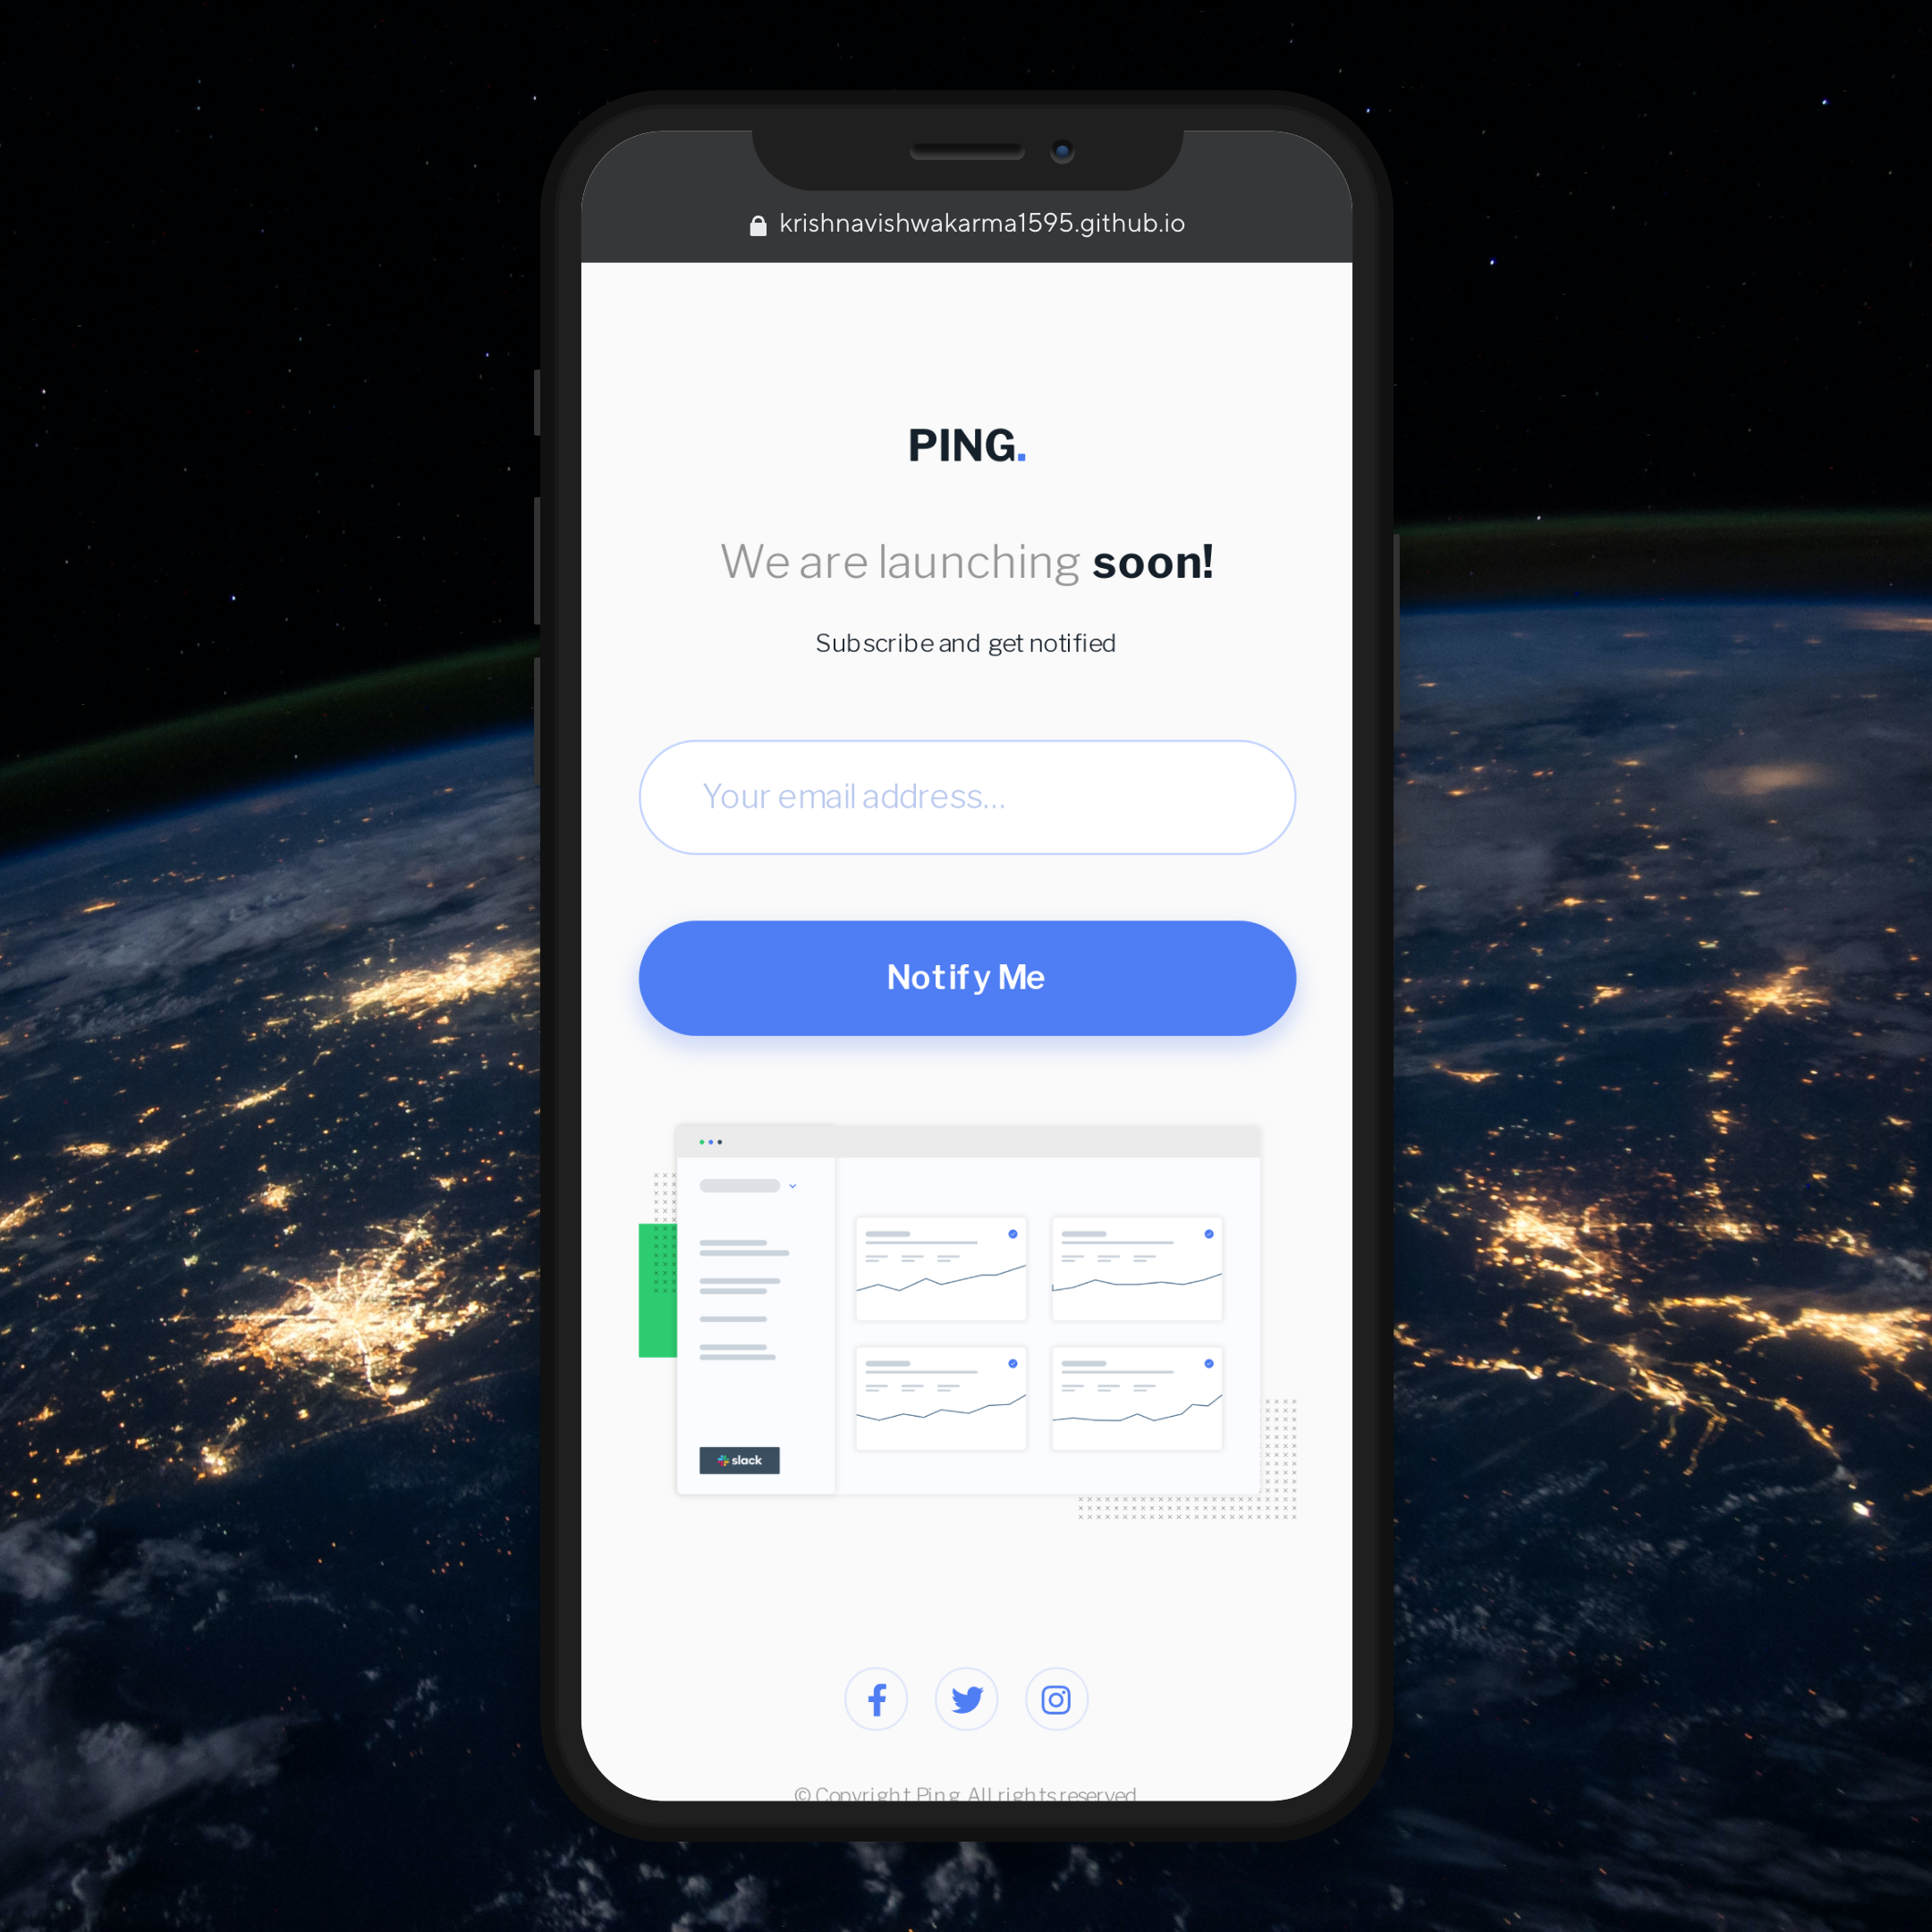 krishnavishwakarma1595.github.io
PING.
We are launching soon!
Subscribe and get notified
Your email address...
Notify Me
slack
© Copyright Ping. All rights reserved